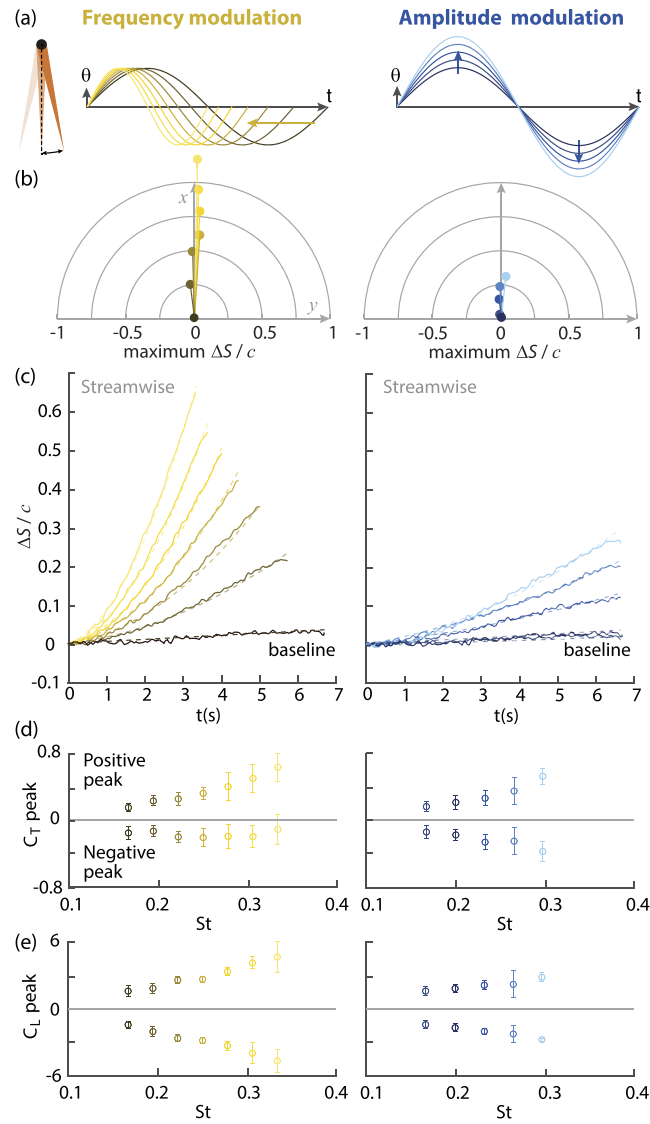 (a) Frequency modulation Amplitude modulation
θ t θ t
(b)
x
y
-1 -0.5 0 0.5 1 -1 -0.5 0 0.5 1
maximum ΔS / c maximum ΔS / c
(c)
Streamwise Streamwise
0.6
0.5
0.4
0.3
0.2
0.1
0
-0.1
ΔS / c
baseline baseline
0 1 2 3 4 5 6 7 0 1 2 3 4 5 6 7
t(s) t(s)
(d)
0.8
Positive
peak
0
Negative
peak
-0.8
C_T peak
0.1 0.2 0.3 0.4 0.1 0.2 0.3 0.4
St St
(e)
6
0
-6
C_L peak
0.1 0.2 0.3 0.4 0.1 0.2 0.3 0.4
St St